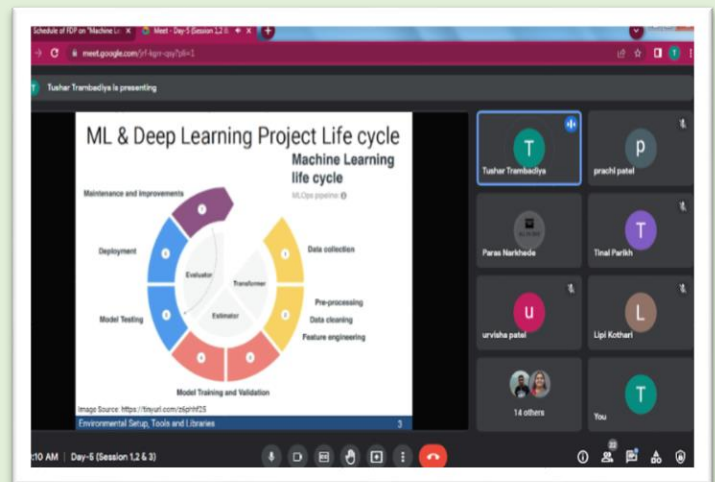 Schedule of FDP on "Machine Le
Meet - Day-5 (Session 1,2 &
meet.google.com/
Tushar Trambadiya is presenting
ML & Deep Learning Project Life cycle
Machine Learning
life cycle
MLOps pipeline
Maintenance and Improvements
Deployment
Model Testing
Evaluator
Transformer
Estimator
Data collection
Pre-processing
Data cleaning
Feature engineering
Model Training and Validation
Image Source: https://tinyurl.com/z6phhf25
Environmental Setup, Tools and Libraries 3
T
Tushar Trambadiya
p
prachi patel
Paras Narkhede
T
Tinal Parikh
u
urvisha patel
L
Lipi Kothari
14 others
T
You
:10 AM | Day-5 (Session 1,2 & 3)
22